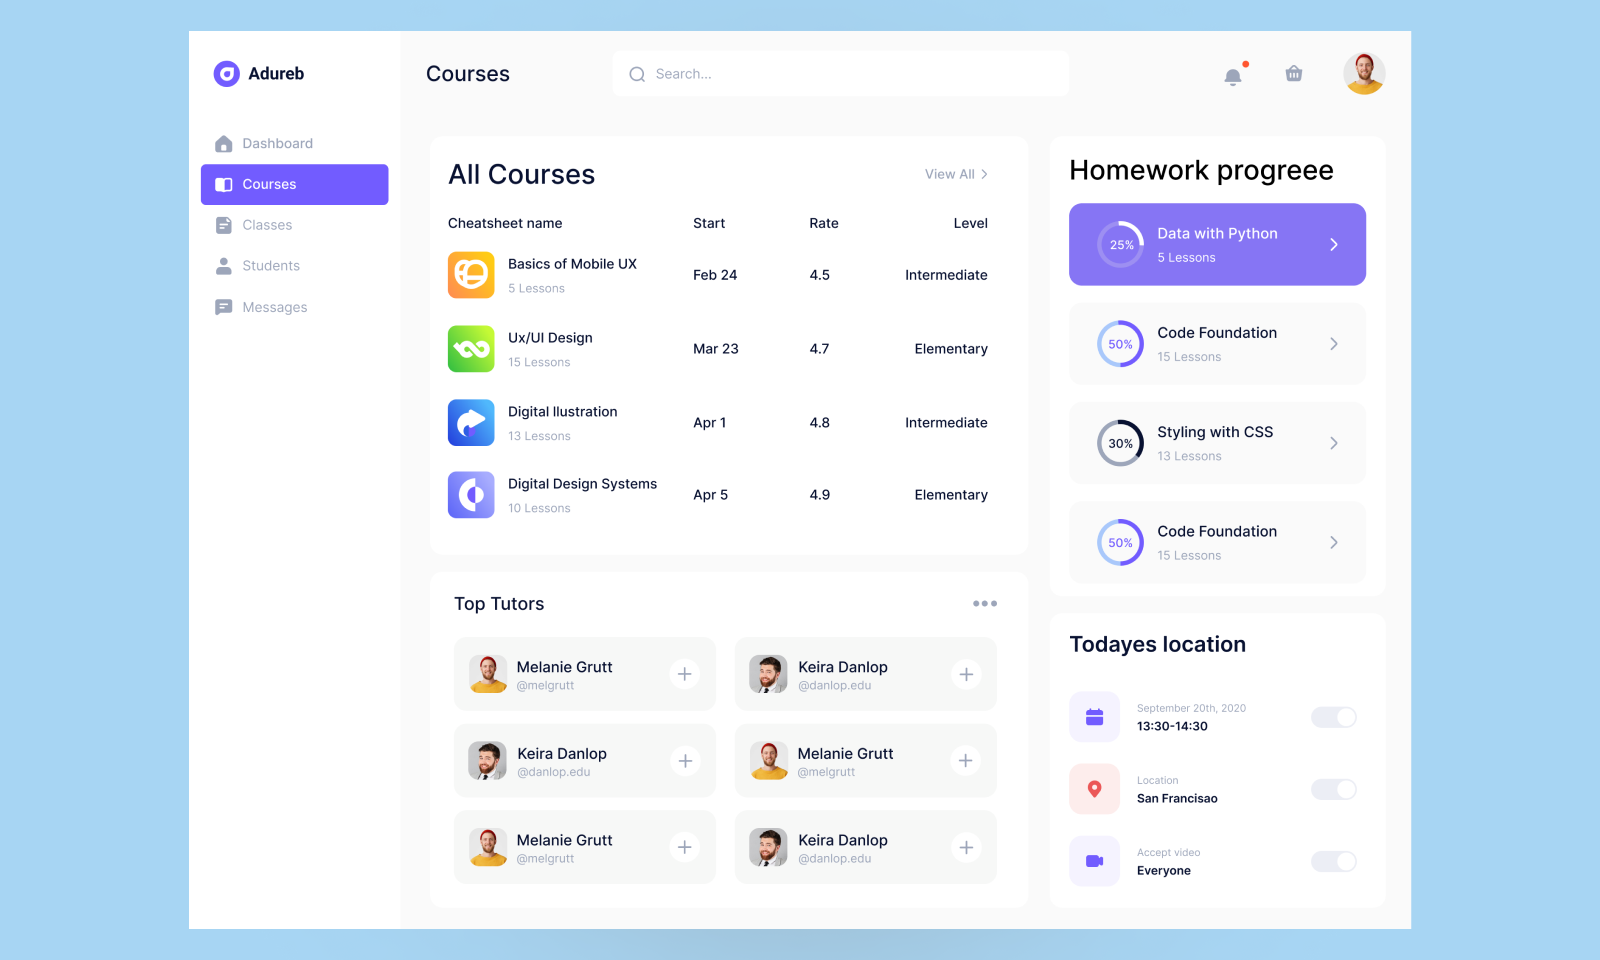 Adureb
Dashboard
Courses
Classes
Students
Messages
Courses
Search...
All Courses
View All
Cheatsheet name Start Rate Level
Basics of Mobile UX
5 Lessons
Feb 24 4.5 Intermediate
Ux/UI Design
15 Lessons
Mar 23 4.7 Elementary
Digital Ilustration
13 Lessons
Apr 1 4.8 Intermediate
Digital Design Systems
10 Lessons
Apr 5 4.9 Elementary
Top Tutors
Melanie Grutt
@melgrutt
Keira Danlop
@danlop.edu
Keira Danlop
@danlop.edu
Melanie Grutt
@melgrutt
Melanie Grutt
@melgrutt
Keira Danlop
@danlop.edu
Homework progreee
25%
Data with Python
5 Lessons
50%
Code Foundation
15 Lessons
30%
Styling with CSS
13 Lessons
50%
Code Foundation
15 Lessons
Todayes location
September 20th, 2020
13:30-14:30
Location
San Francisao
Accept video
Everyone